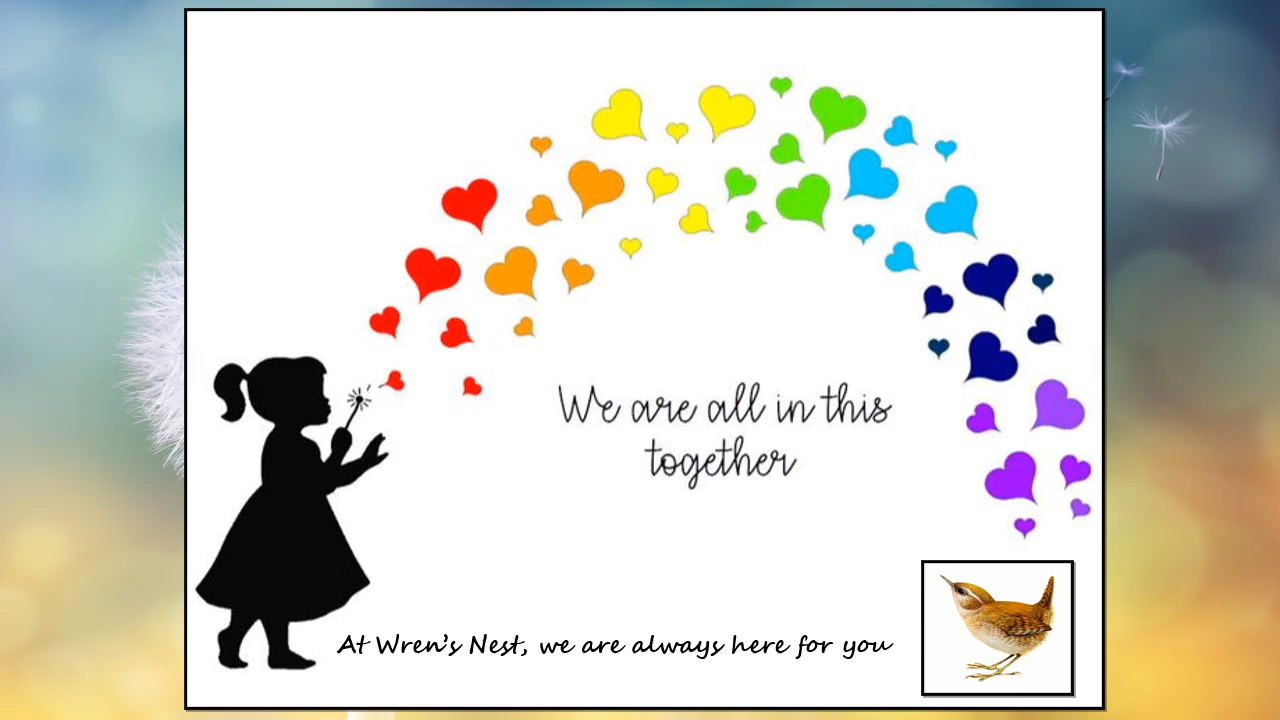 We are all in this
together
At Wren's Nest, we are always here for you